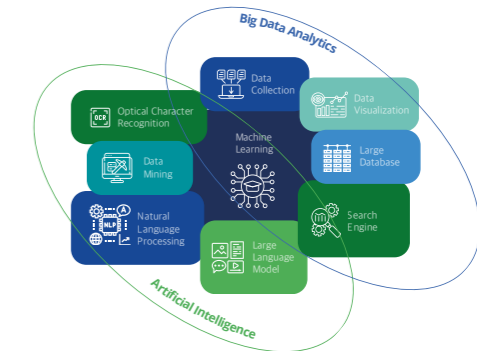 Big Data Analytics
Data
Collection
Data
Visualization
Optical Character
Recognition
OCR
Machine
Learning
Large
Database
Data
Mining
Search
Engine
Natural
Language
Processing
NLP
A
Large
Language
Model
Artificial Intelligence